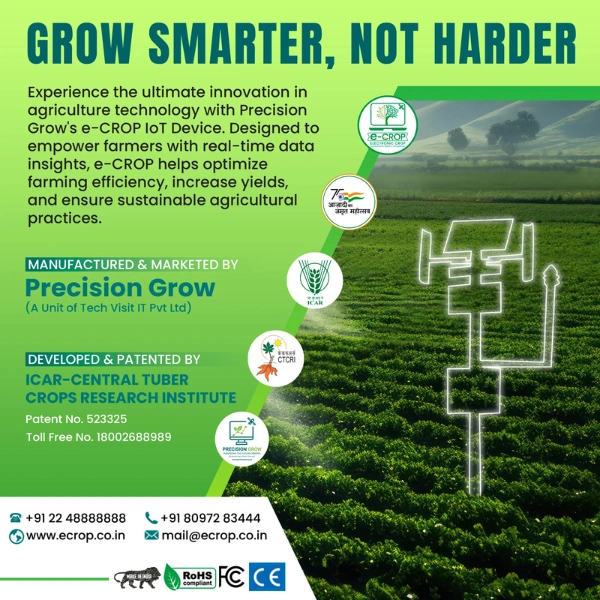 GROW SMARTER, NOT HARDER
Experience the ultimate innovation in
agriculture technology with Precision
Grow's e-CROP IoT Device. Designed to
empower farmers with real-time data
insights, e-CROP helps optimize
farming efficiency, increase yields,
and ensure sustainable agricultural
practices.
e-CROP
ELECTRONIC CROP
75
आज़ादी का
अमृत महोत्सव
MANUFACTURED & MARKETED BY
Precision Grow
(A Unit of Tech Visit IT Pvt Ltd)
ICAR
CTCRI
DEVELOPED & PATENTED BY
ICAR-CENTRAL TUBER
CROPS RESEARCH INSTITUTE
Patent No. 523325
Toll Free No. 18002688989
PRECISION GROW
+91 22 48888888
+91 80972 83444
www.ecrop.co.in
mail@ecrop.co.in
MAKE IN INDIA
RoHS
compliant
FC
CE